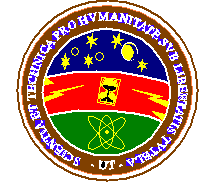 SCIENTIA ET TECHNICA PRO HVMANITATE SVB LIBERTATIS TVTELA
- UT -